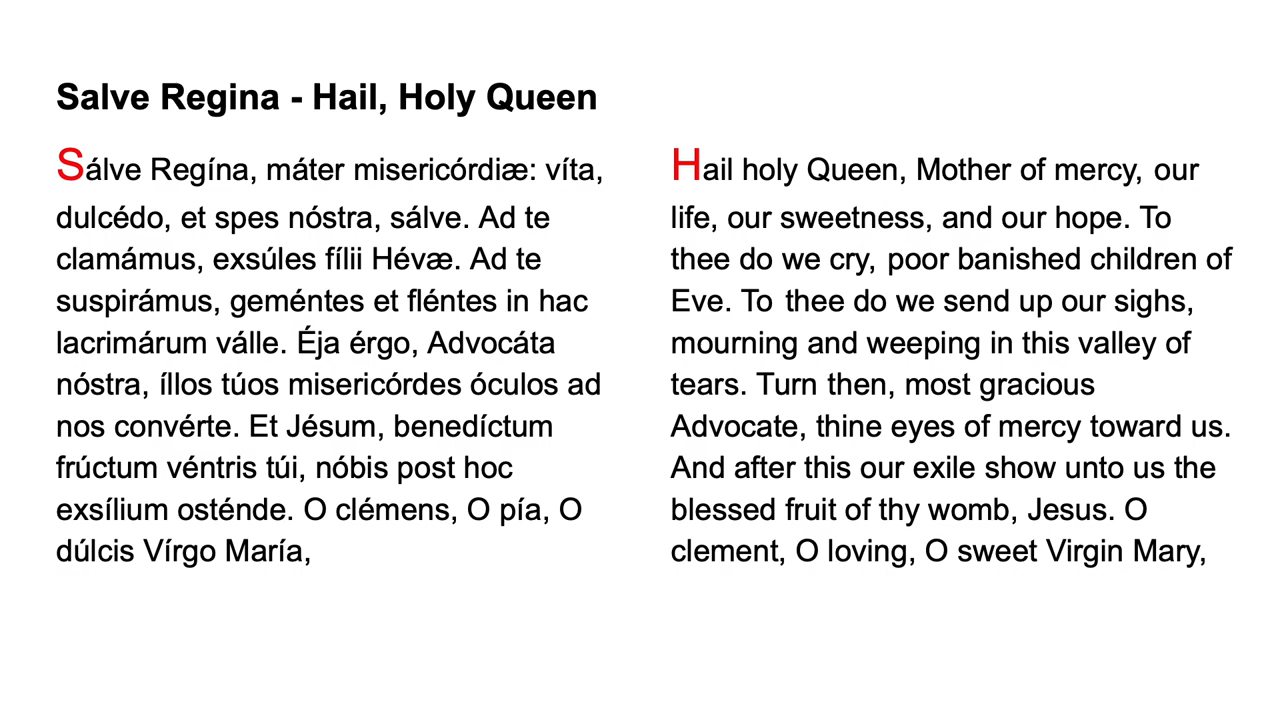 Salve Regina - Hail, Holy Queen
Sálve Regína, máter misericórdiæ: víta,
dulcédo, et spes nóstra, sálve. Ad te
clamámus, exsúles fílii Hévæ. Ad te
suspirámus, geméntes et fléntes in hac
lacrimárum válle. Éja érgo, Advocáta
nóstra, íllos túos misericórdes óculos ad
nos convérte. Et Jésum, benedíctum
frúctum véntris túi, nóbis post hoc
exsílium osténde. O clémens, O pía, O
dúlcis Vírgo María,
Hail holy Queen, Mother of mercy, our
life, our sweetness, and our hope. To
thee do we cry, poor banished children of
Eve. To thee do we send up our sighs,
mourning and weeping in this valley of
tears. Turn then, most gracious
Advocate, thine eyes of mercy toward us.
And after this our exile show unto us the
blessed fruit of thy womb, Jesus. O
clement, O loving, O sweet Virgin Mary,